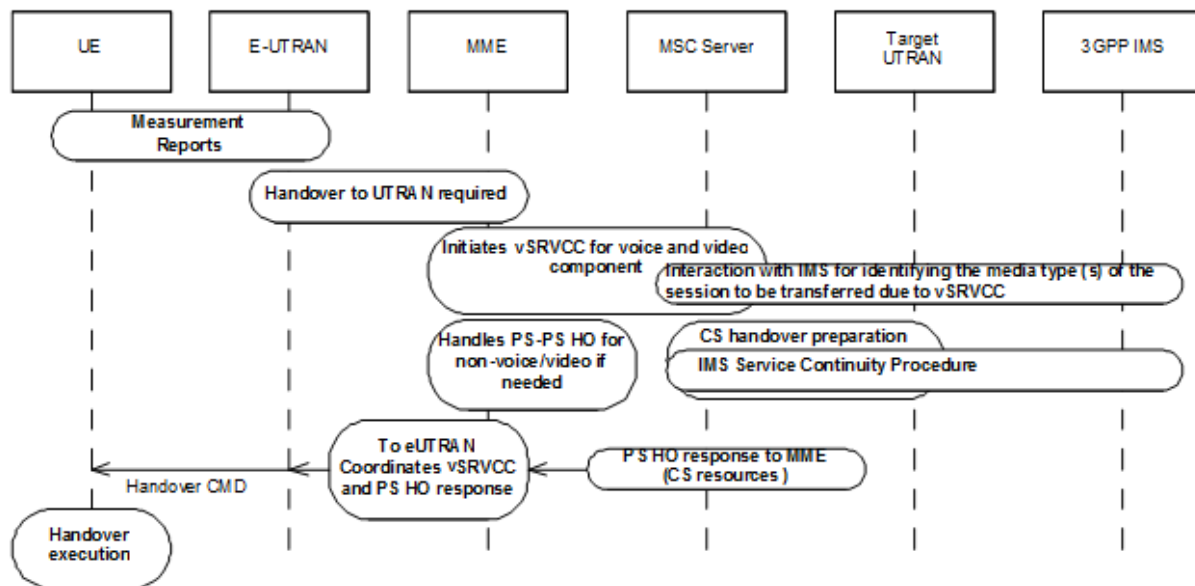 UE
E-UTRAN
MME
MSC Server
Target
UTRAN
3GPP IMS
Measurement
Reports
Handover to UTRAN required
Initiates vSRVCC for voice and video
component
Interaction with IMS for identifying the media type (s) of the
session to be transferred due to vSRVCC
Handles PS-PS HO for
non-voice/video if
needed
CS handover preparation
IMS Service Continuity Procedure
To eUTRAN
Coordinates vSRVCC
and PS HO response
PS HO response to MME
(CS resources )
Handover CMD
Handover
execution